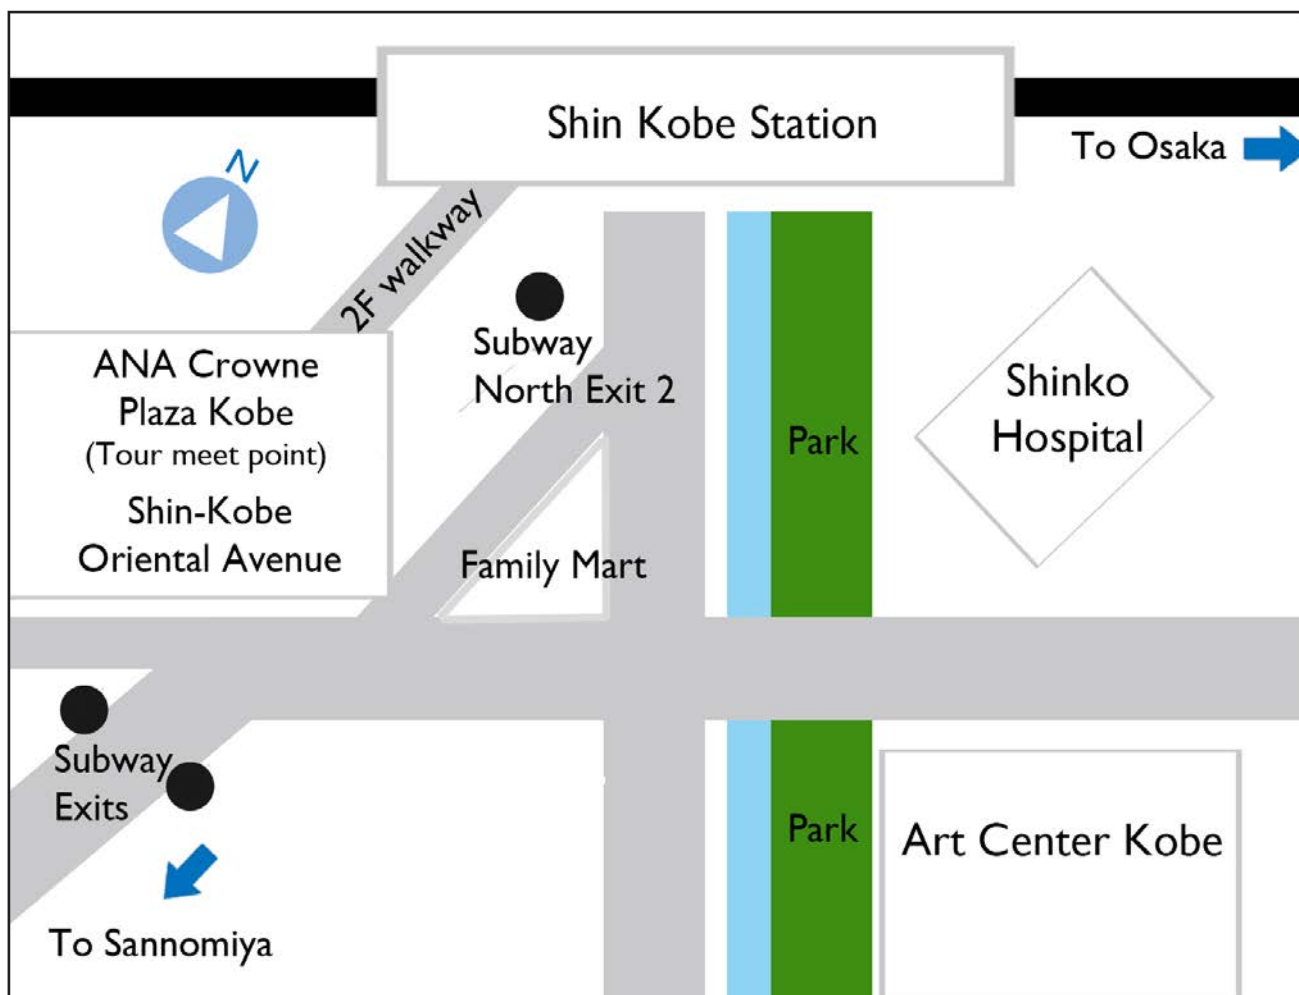 Shin Kobe Station
To Osaka
N
2F walkway
Subway
North Exit 2
ANA Crowne
Plaza Kobe
(Tour meet point)
Shin-Kobe
Oriental Avenue
Park
Shinko
Hospital
Family Mart
Subway
Exits
Park
Art Center Kobe
To Sannomiya